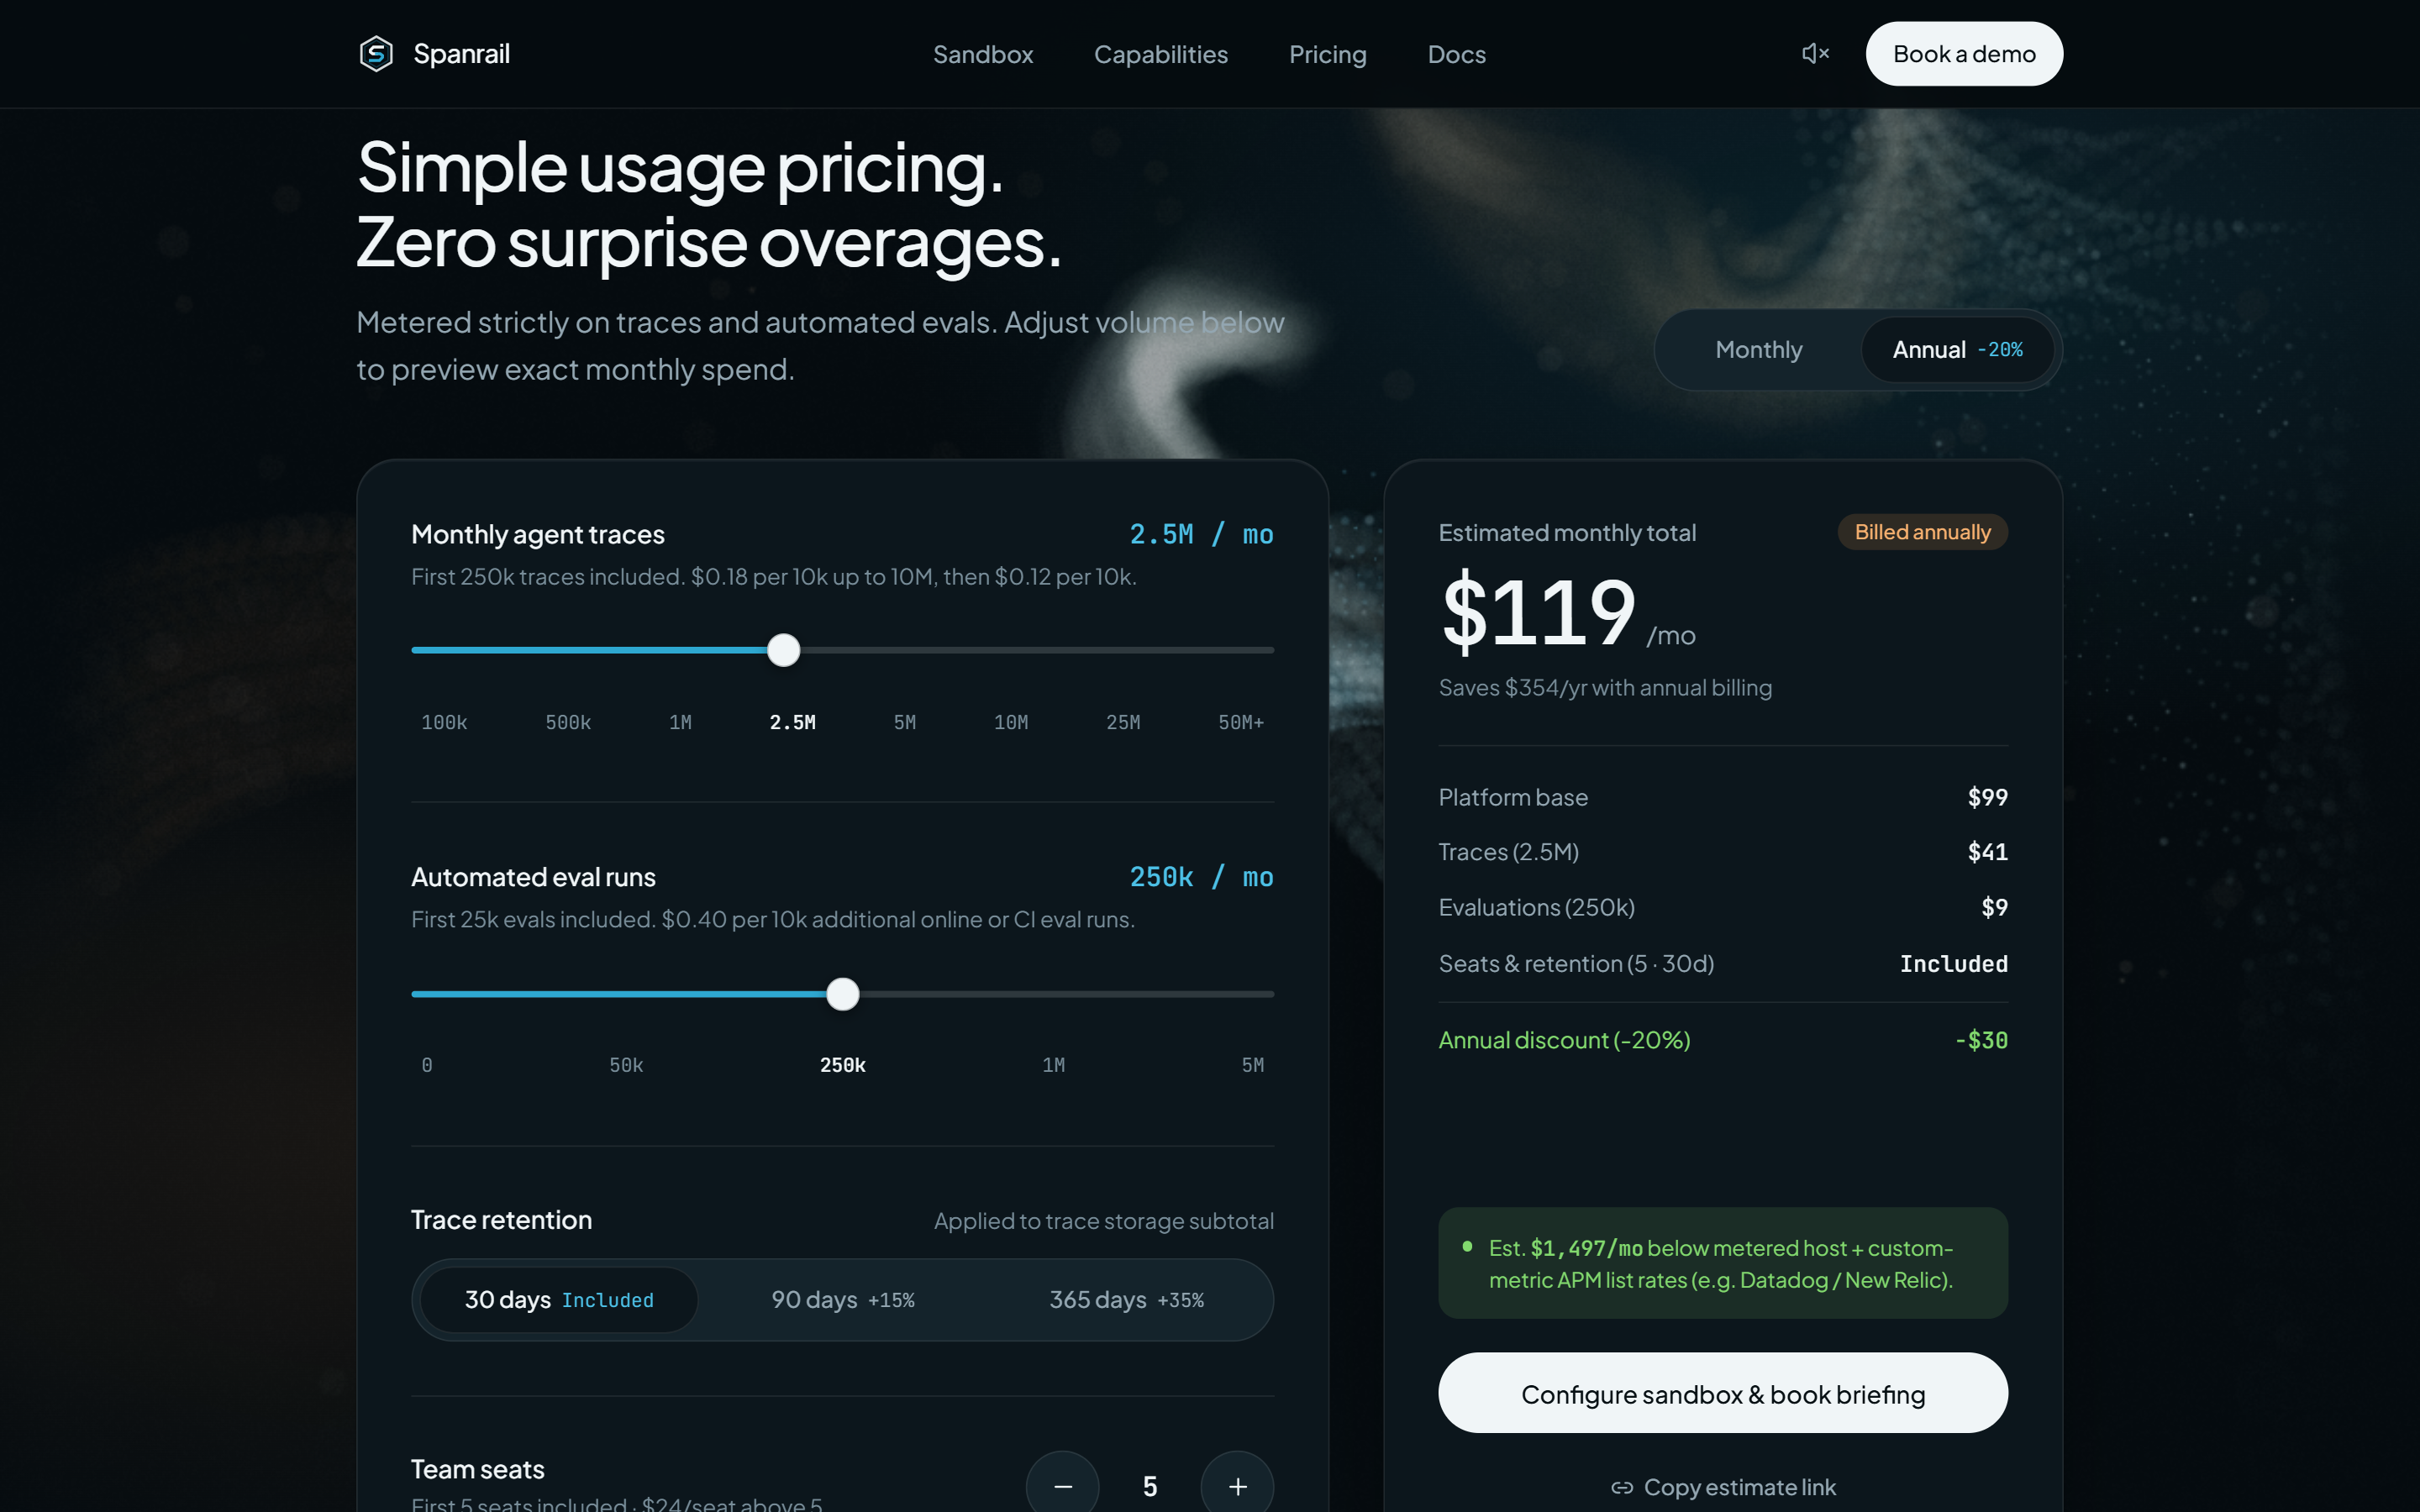 Spanrail
Sandbox
Capabilities
Pricing
Docs
Book a demo
Simple usage pricing.
Zero surprise overages.
Metered strictly on traces and automated evals. Adjust volume below
to preview exact monthly spend.
Monthly
Annual -20%
Monthly agent traces
2.5M / mo
First 250k traces included. $0.18 per 10k up to 10M, then $0.12 per 10k.
100k 500k 1M 2.5M 5M 10M 25M 50M+
Automated eval runs
250k / mo
First 25k evals included. $0.40 per 10k additional online or CI eval runs.
0 50k 250k 1M 5M
Trace retention
Applied to trace storage subtotal
30 days Included
90 days +15%
365 days +35%
Team seats
First 5 seats included · $24/seat above 5
5
Estimated monthly total
Billed annually
$119 /mo
Saves $354/yr with annual billing
Platform base $99
Traces (2.5M) $41
Evaluations (250k) $9
Seats & retention (5 · 30d) Included
Annual discount (-20%) -$30
Est. $1,497/mo below metered host + custom-
metric APM list rates (e.g. Datadog / New Relic).
Configure sandbox & book briefing
Copy estimate link